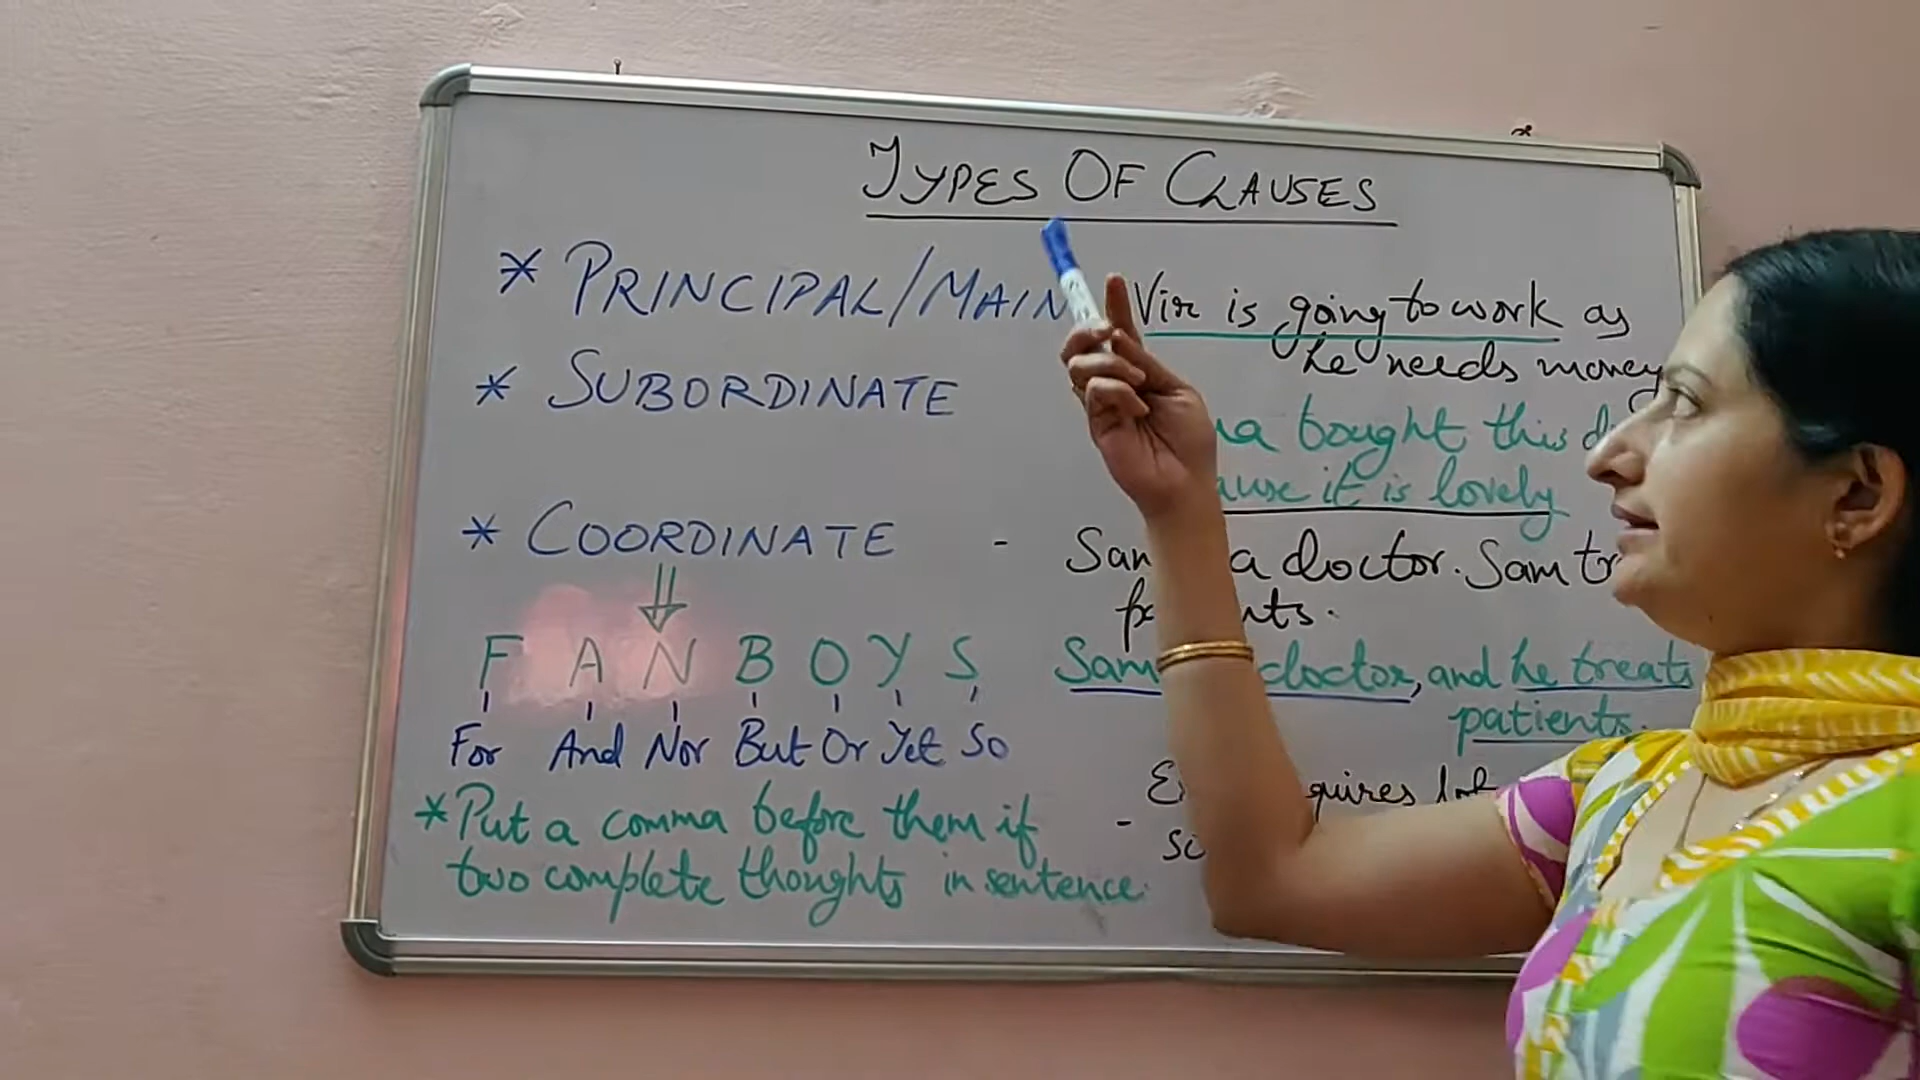 TYPES OF CLAUSES
* PRINCIPAL/MAIN
Vir is going to work as
he needs money
* SUBORDINATE
bought this
it is lovely
* COORDINATE -
a doctor. Sam
F A N B O Y S
Sam doctor, and he treats
patients.
For And Nor But Or Yet So
* Put a comma before them if
two complete thoughts in sentence.
-